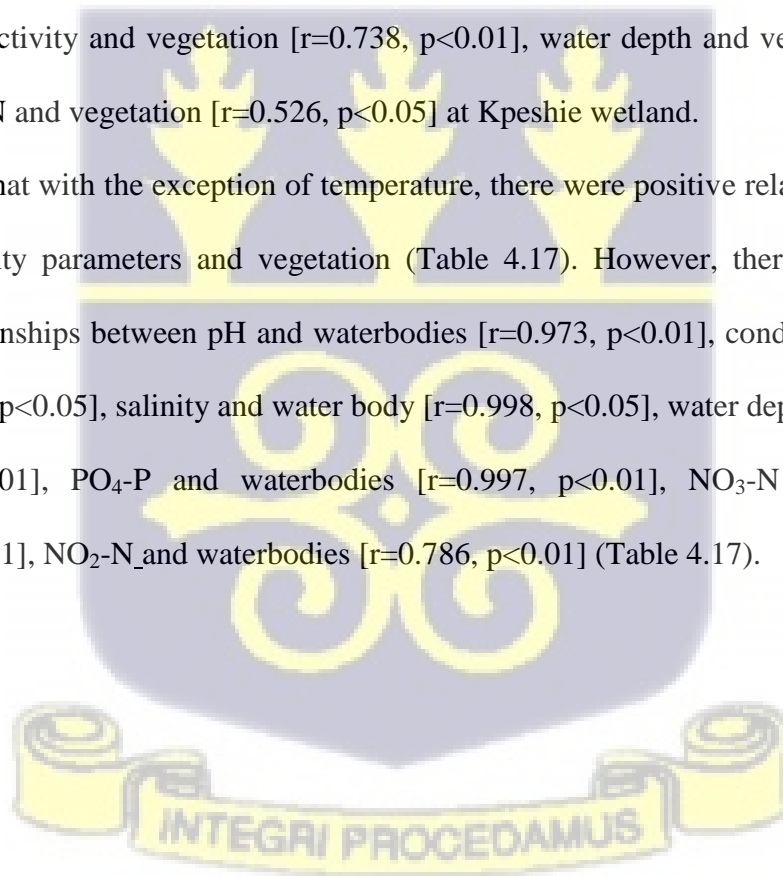 ctivity and vegetation [r=0.738, p<0.01], water depth and ve
N and vegetation [r=0.526, p<0.05] at Kpeshie wetland.
hat with the exception of temperature, there were positive rela
ity parameters and vegetation (Table 4.17). However, ther
nships between pH and waterbodies [r=0.973, p<0.01], cond
p<0.05], salinity and water body [r=0.998, p<0.05], water dep
01], PO₄-P and waterbodies [r=0.997, p<0.01], NO₃-N
1], NO₂-N and waterbodies [r=0.786, p<0.01] (Table 4.17).
INTEGRI PROCEDAMUS